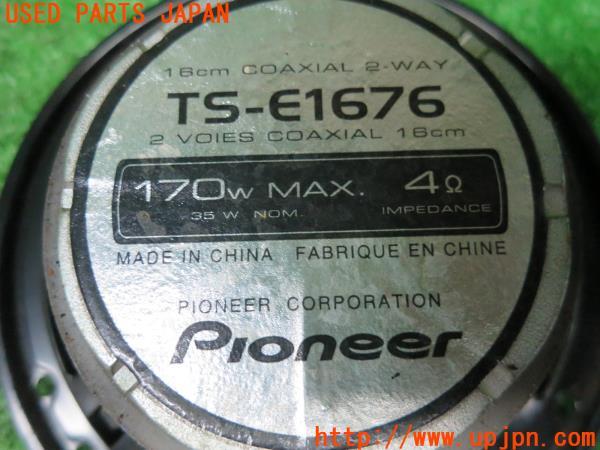 USED PARTS JAPAN
16cm COAXIAL 2-WAY
TS-E1676
2 VOIES COAXIAL 16cm
170W MAX. 4Ω
35 W NOM. IMPEDANCE
MADE IN CHINA FABRIQUE EN CHINE
PIONEER CORPORATION
Pioneer
http://www.upjpn.com/